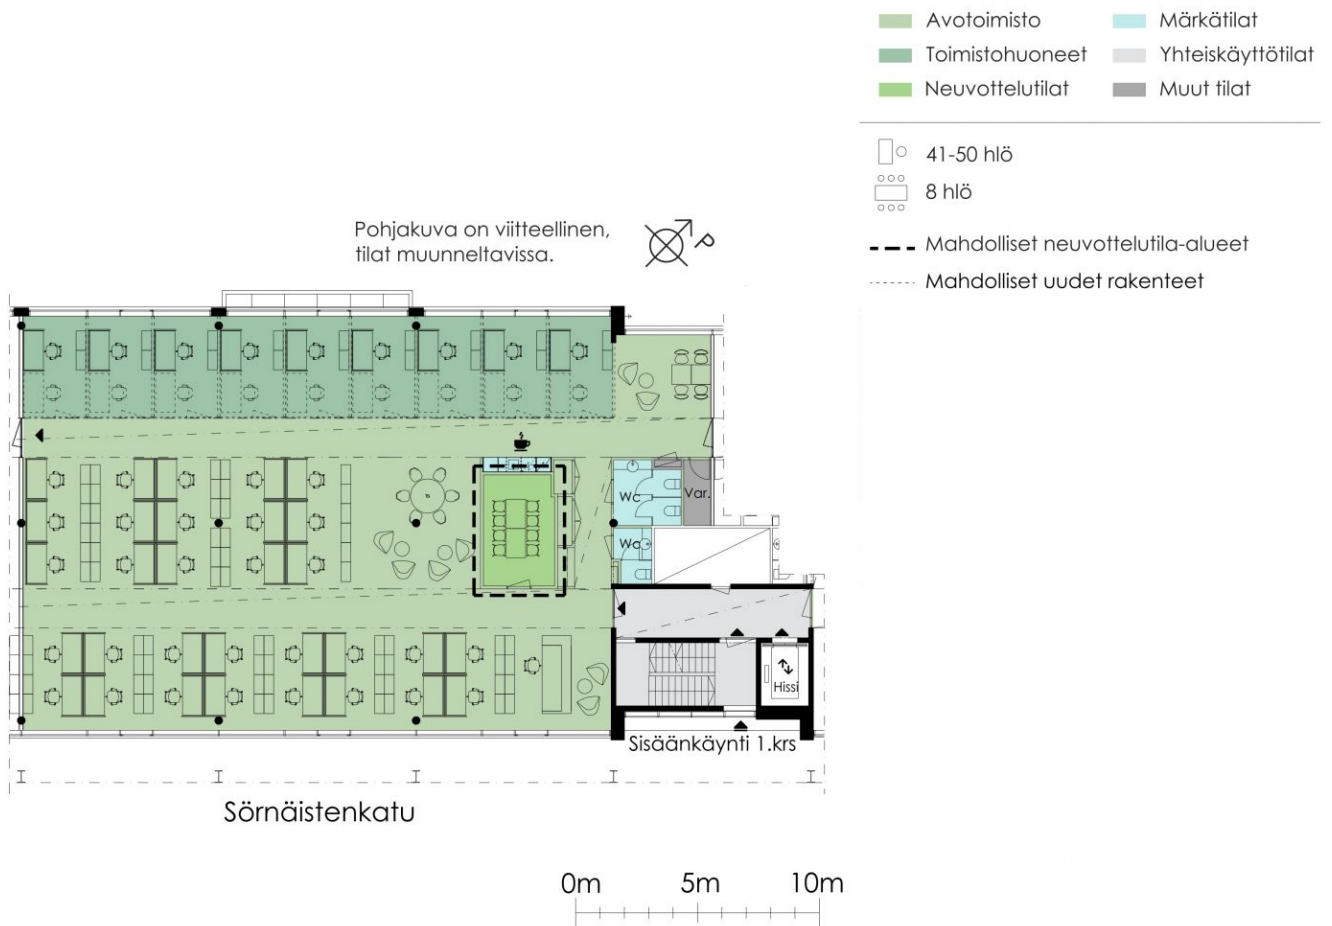 Avotoimisto
Märkätilat
Toimistohuoneet
Yhteiskäyttötilat
Neuvottelutilat
Muut tilat
41-50 hlö
8 hlö
Mahdolliset neuvottelutila-alueet
Mahdolliset uudet rakenteet
Pohjakuva on viitteellinen,
tilat muunneltavissa.
P
Wc
Var.
Wc
Hissi
Sisäänkäynti 1.krs
Sörnäistenkatu
0m 5m 10m